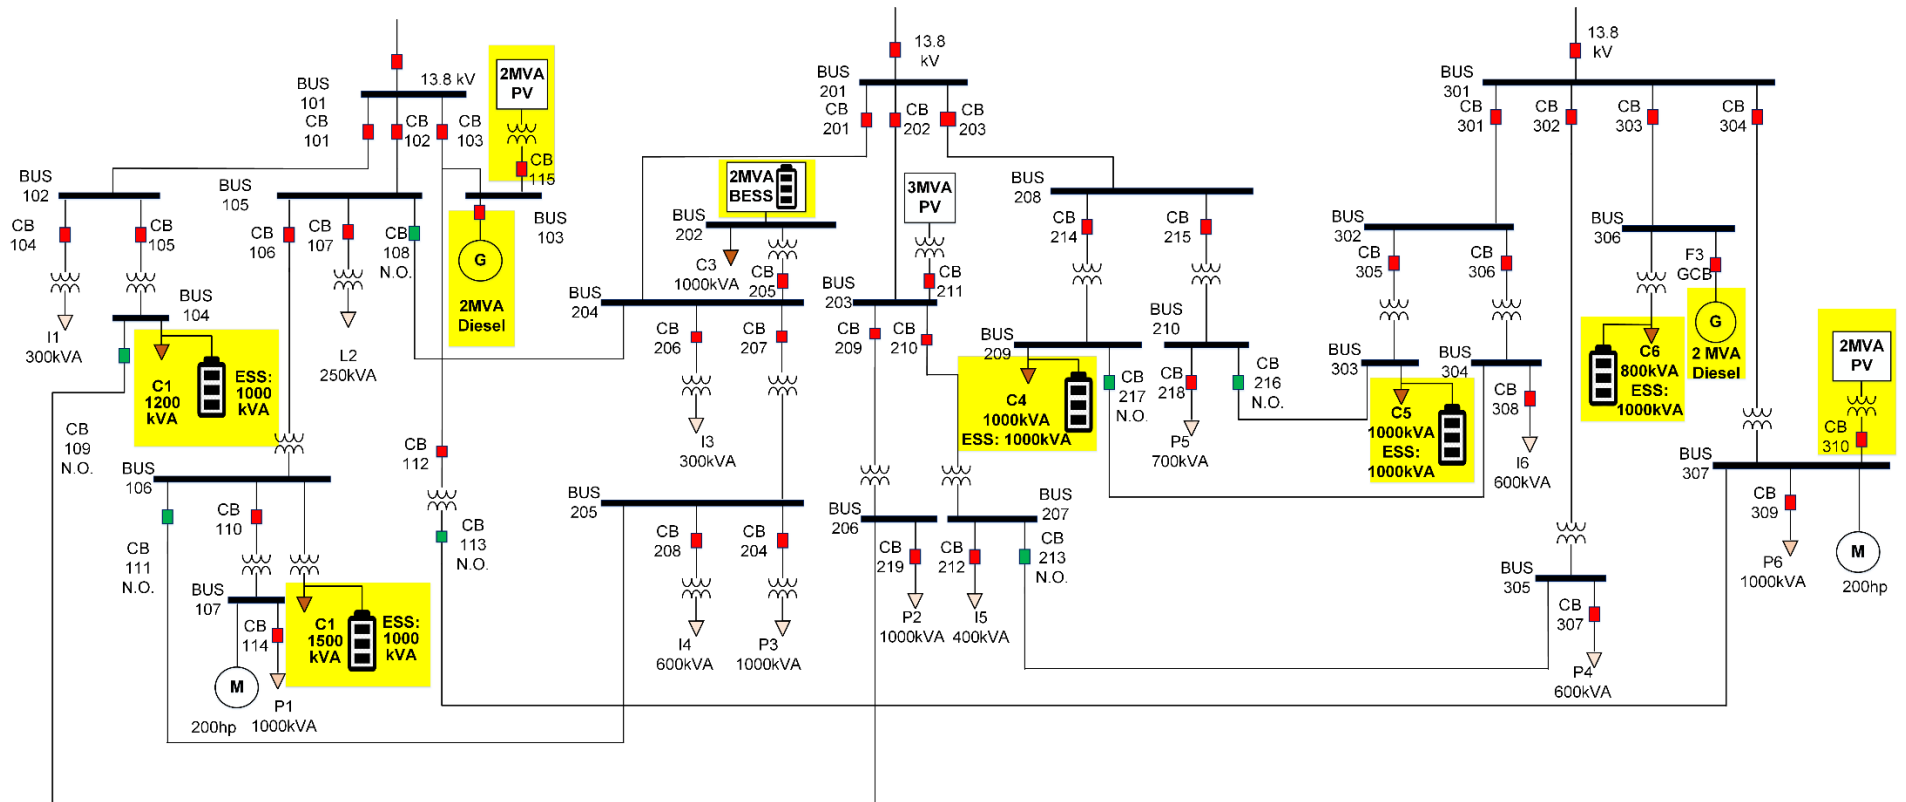 13.8 kV
BUS
101
CB
101
CB
102
CB
103
2MVA
PV
CB
115
BUS
102
CB
104
CB
105
BUS
105
CB
106
CB
107
CB
108
N.O.
BUS
103
G
2MVA
Diesel
I1
300kVA
BUS
104
C1
1200
kVA
ESS:
1000
kVA
L2
250kVA
CB
109
N.O.
BUS
106
CB
110
CB
111
N.O.
CB
112
CB
113
N.O.
BUS
107
CB
114
M
200hp
P1
1000kVA
C1
1500
kVA
ESS:
1000
kVA
13.8
kV
BUS
201
CB
201
CB
202
CB
203
2MVA
BESS
BUS
202
C3
1000kVA
CB
205
BUS
204
CB
206
CB
207
I3
300kVA
BUS
205
CB
208
CB
204
I4
600kVA
P3
1000kVA
3MVA
PV
BUS
203
CB
211
CB
209
CB
210
BUS
206
CB
219
P2
1000kVA
BUS
207
CB
212
CB
213
N.O.
I5
400kVA
BUS
208
CB
214
CB
215
BUS
209
C4
1000kVA
ESS: 1000kVA
CB
217
N.O.
BUS
210
CB
218
CB
216
N.O.
P5
700kVA
13.8
kV
BUS
301
CB
301
CB
302
CB
303
CB
304
BUS
302
CB
305
CB
306
BUS
303
C5
1000kVA
ESS:
1000kVA
BUS
304
CB
308
I6
600kVA
BUS
305
CB
307
P4
600kVA
BUS
306
F3
GCB
C6
800kVA
ESS:
1000kVA
G
2 MVA
Diesel
2MVA
PV
CB
310
BUS
307
CB
309
P6
1000kVA
M
200hp